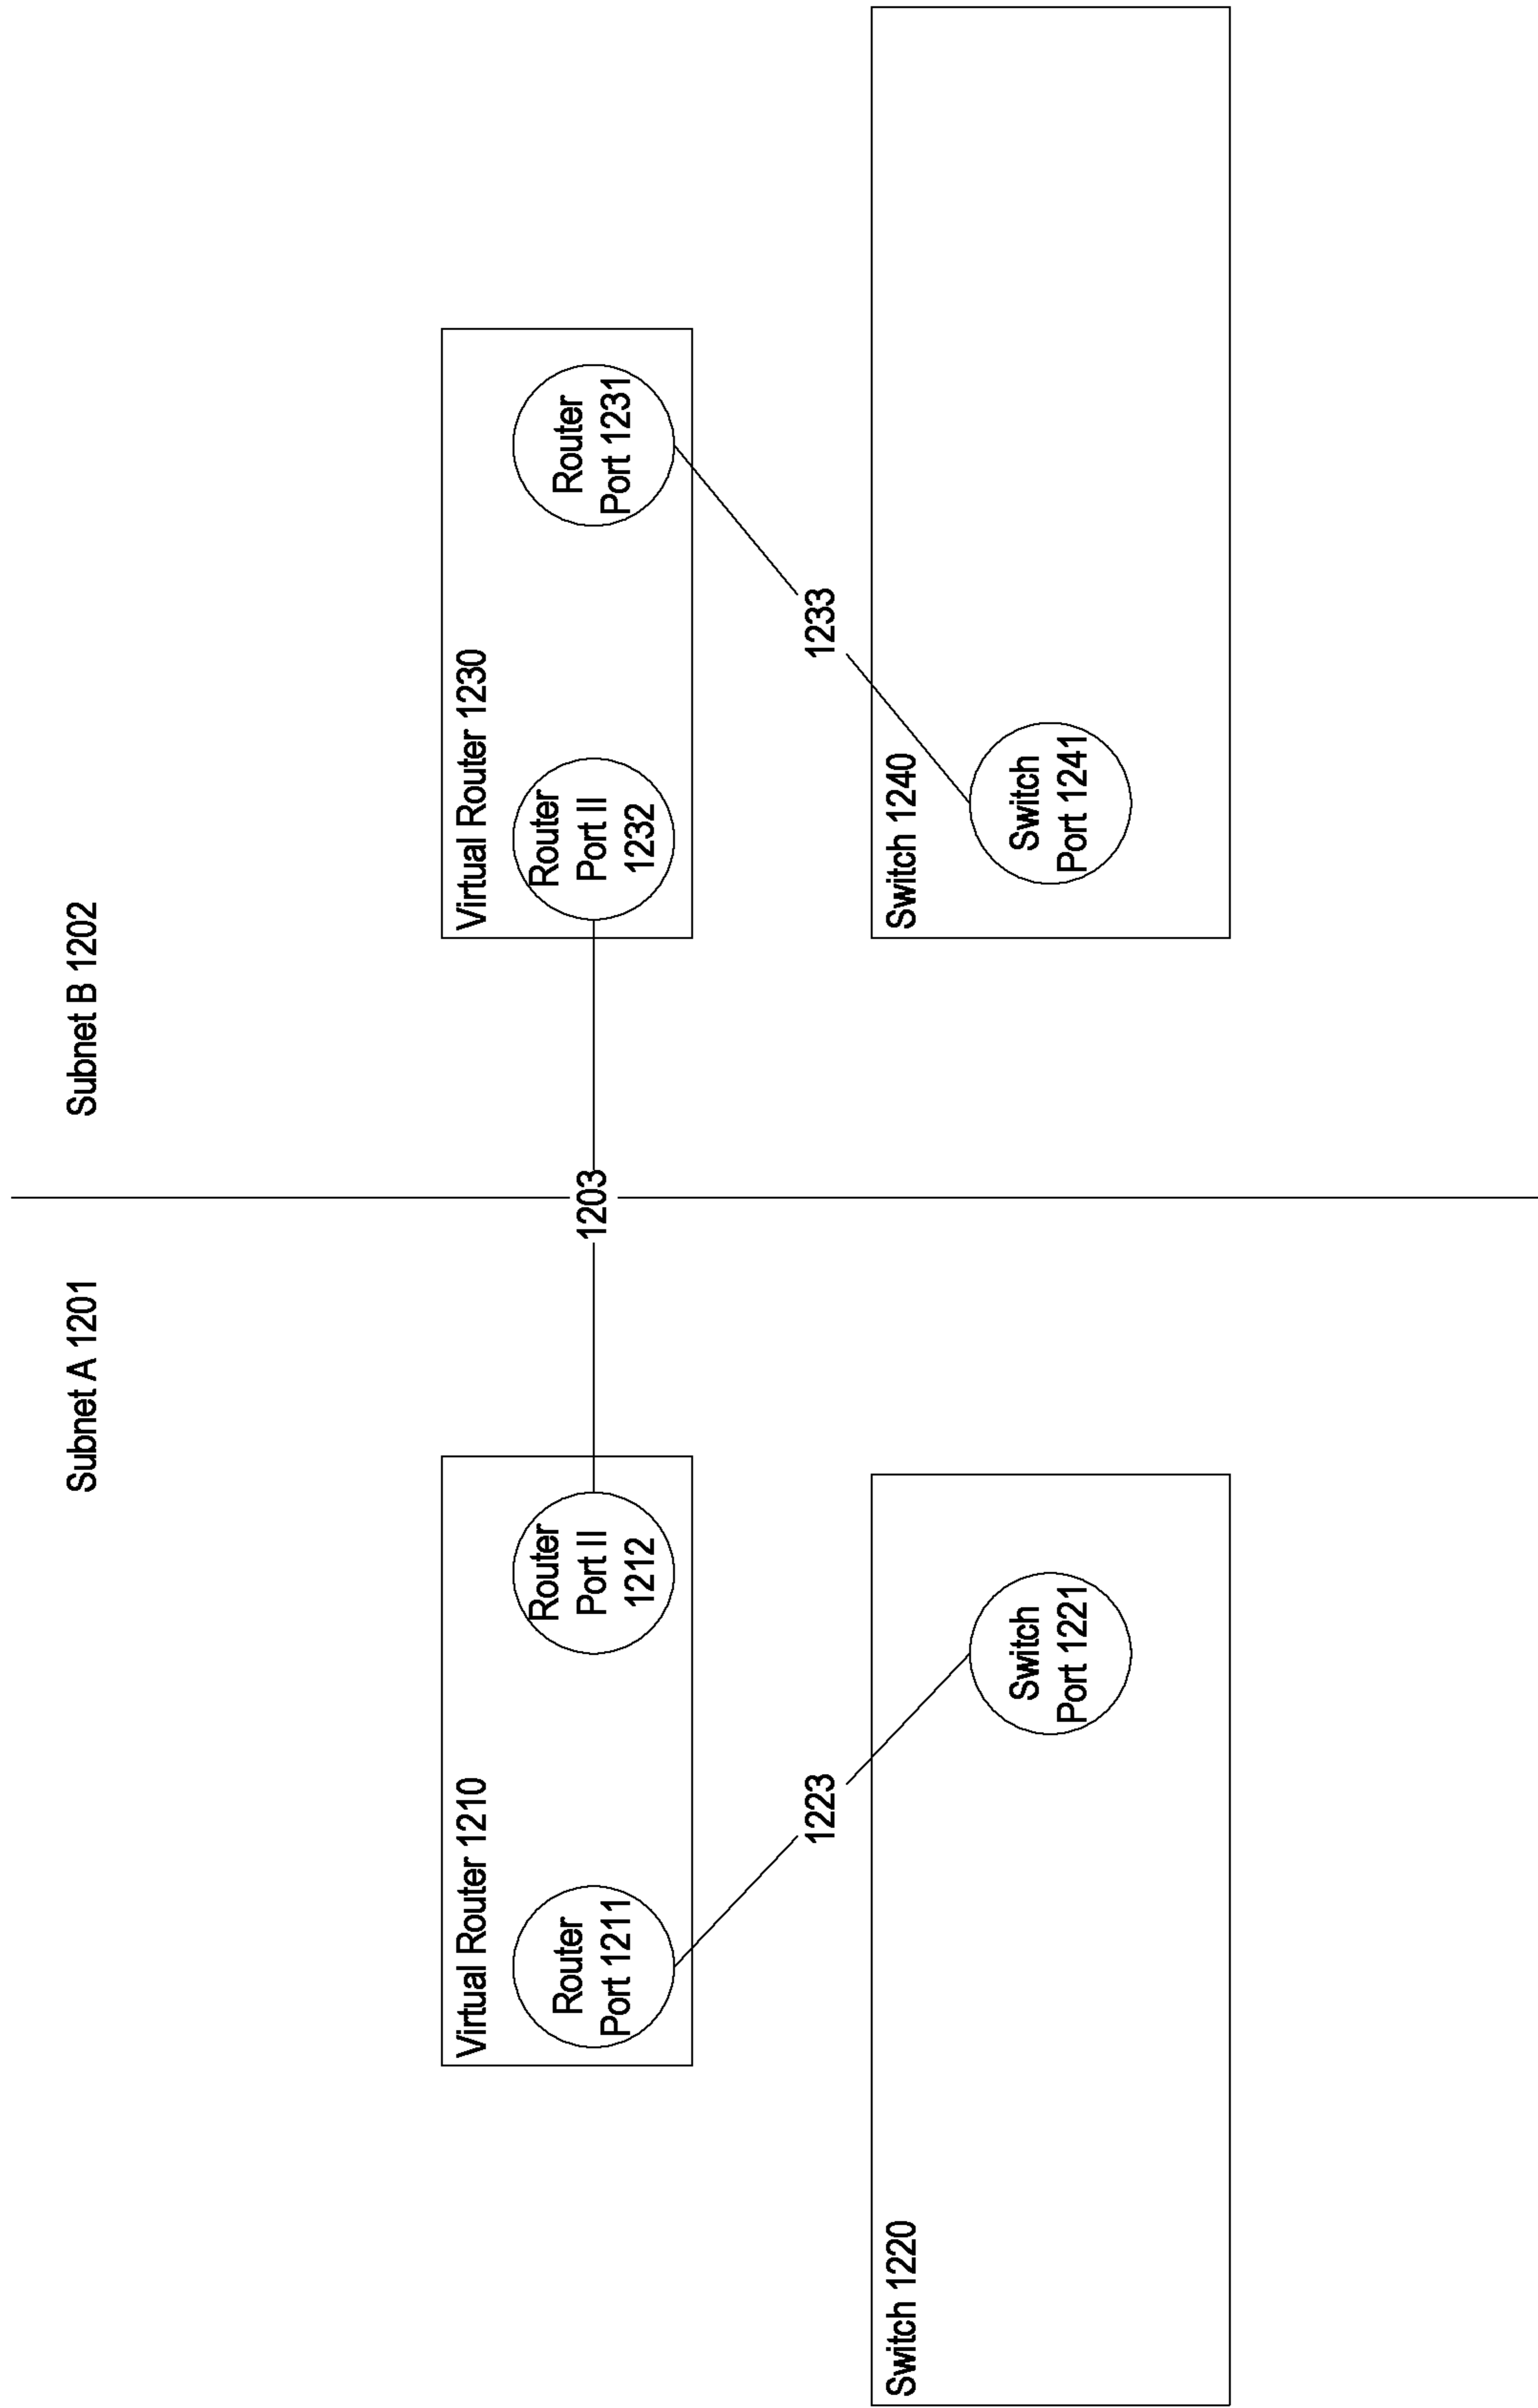 Subnet A 1201
Subnet B 1202
Virtual Router 1210
Router
Port 1211
Router
Port II
1212
1203
Virtual Router 1230
Router
Port II
1232
Router
Port 1231
1223
1233
Switch 1220
Switch
Port 1221
Switch 1240
Switch
Port 1241